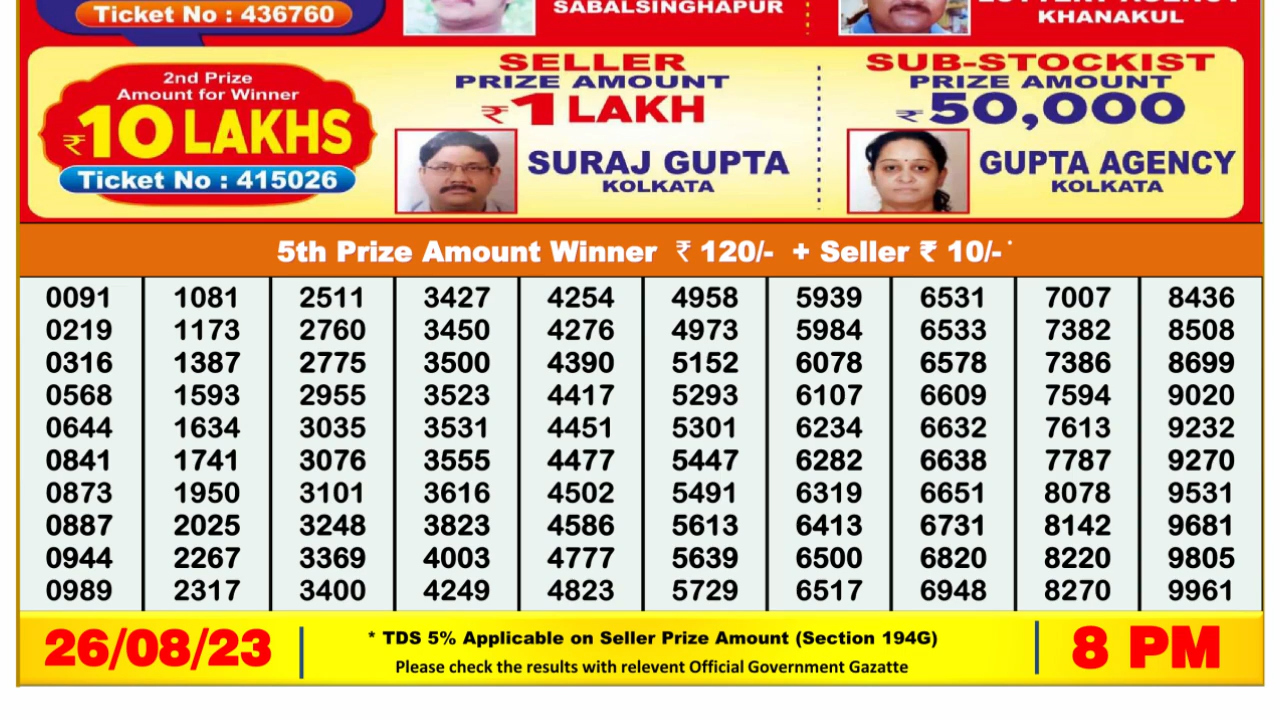 Ticket No : 436760
SABALSINGHAPUR
KHANAKUL
2nd Prize
Amount for Winner
₹10 LAKHS
Ticket No : 415026
SELLER
PRIZE AMOUNT
₹1 LAKH
SURAJ GUPTA
KOLKATA
SUB-STOCKIST
PRIZE AMOUNT
₹50,000
GUPTA AGENCY
KOLKATA
5th Prize Amount Winner ₹ 120/- + Seller ₹ 10/-
0091 1081 2511 3427 4254 4958 5939 6531 7007 8436
0219 1173 2760 3450 4276 4973 5984 6533 7382 8508
0316 1387 2775 3500 4390 5152 6078 6578 7386 8699
0568 1593 2955 3523 4417 5293 6107 6609 7594 9020
0644 1634 3035 3531 4451 5301 6234 6632 7613 9232
0841 1741 3076 3555 4477 5447 6282 6638 7787 9270
0873 1950 3101 3616 4502 5491 6319 6651 8078 9531
0887 2025 3248 3823 4586 5613 6413 6731 8142 9681
0944 2267 3369 4003 4777 5639 6500 6820 8220 9805
0989 2317 3400 4249 4823 5729 6517 6948 8270 9961
26/08/23
* TDS 5% Applicable on Seller Prize Amount (Section 194G)
Please check the results with relevent Official Government Gazatte
8 PM